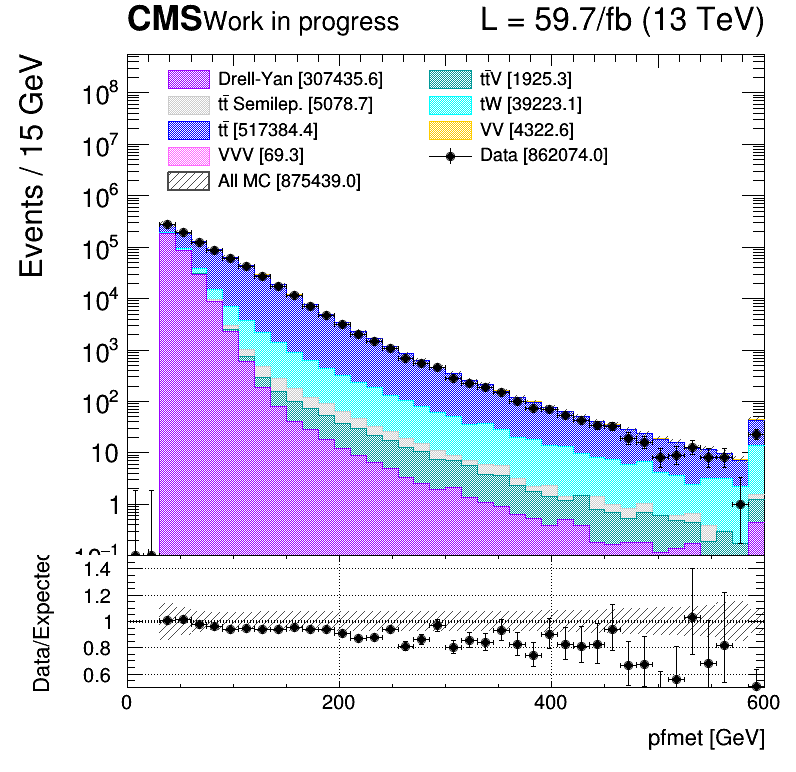 CMS Work in progress L = 59.7/fb (13 TeV)
Events / 15 GeV
Drell-Yan [307435.6] tt̄V [1925.3]
tt̄ Semilep. [5078.7] tW [39223.1]
tt̄ [517384.4] VV [4322.6]
VVV [69.3] Data [862074.0]
All MC [875439.0]
10⁸
10⁷
10⁶
10⁵
10⁴
10³
10²
10
1
10⁻¹
Data/Expected
1.4
1.2
1
0.8
0.6
0 200 400 600
pfmet [GeV]